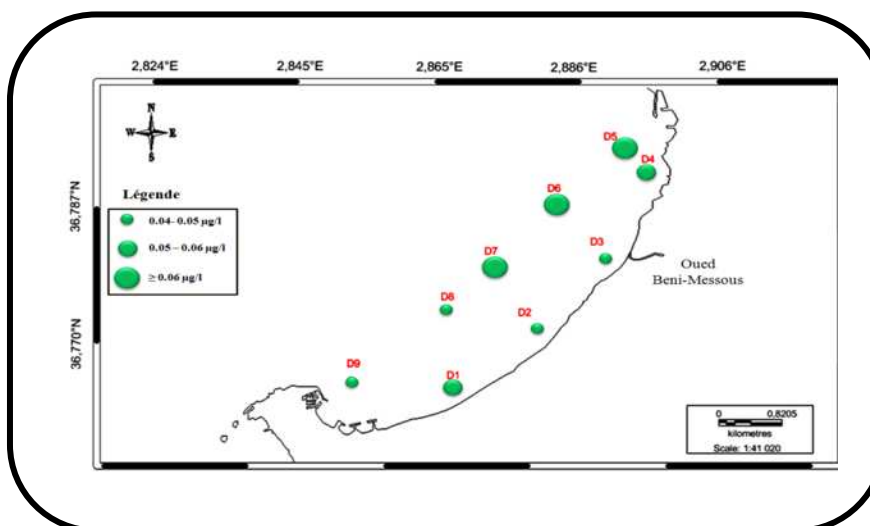 2,824°E 2,845°E 2,865°E 2,886°E 2,906°E
N
W E
S
D5
D4
Légende
D6
36,787°N
0.04– 0.05 µg/l
0.05 – 0.06 µg/l
≥ 0.06 µg/l
D7
D3
Oued
Beni-Messous
D8
D2
36,770°N
D9
D1
0 0,8205
kilometres
Scale: 1:41 020